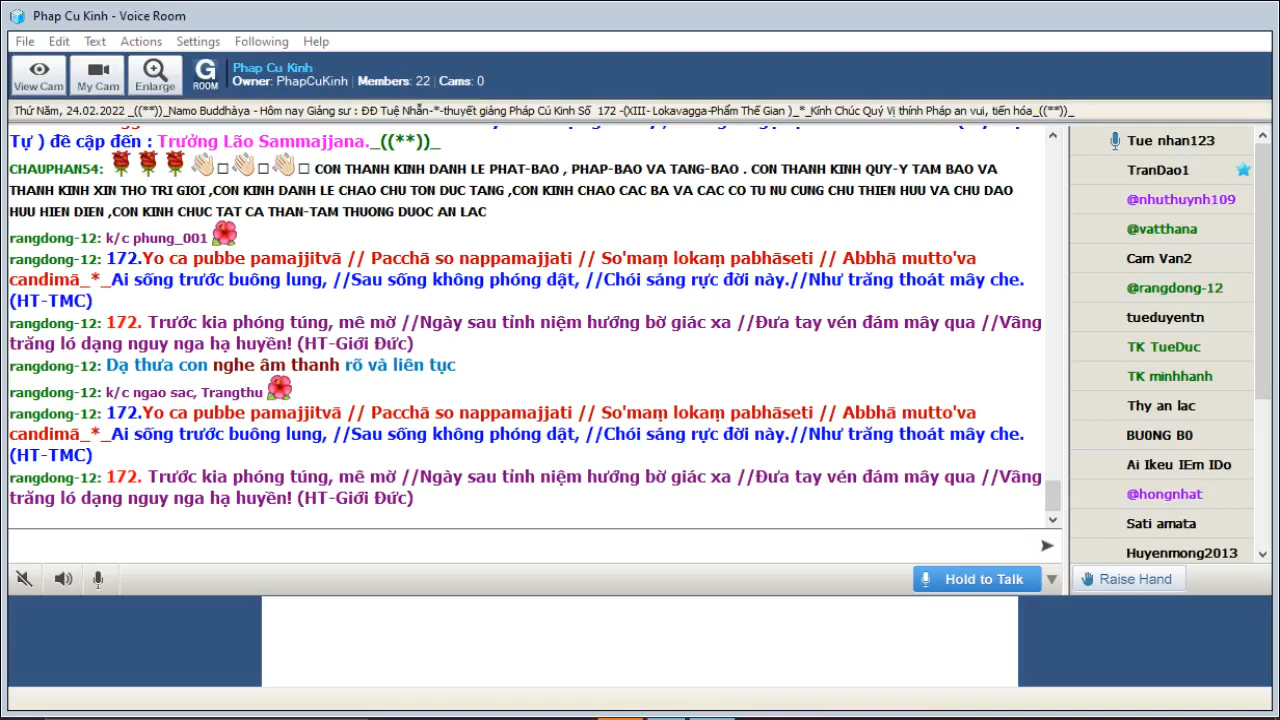 Phap Cu Kinh - Voice Room
File Edit Text Actions Settings Following Help
View Cam My Cam Enlarge G ROOM
Phap Cu Kinh
Owner: PhapCuKinh | Members: 22 | Cams: 0
Thứ Năm, 24.02.2022 _((**))_Namo Buddhàya - Hôm nay Giảng sư : ĐĐ Tuệ Nhẫn-*-thuyết giảng Pháp Cú Kinh Số 172 -(XIII- Lokavagga-Phẩm Thế Gian )_*_Kính Chúc Quý Vị thính Pháp an vui, tiến hóa_((**))_
Tự ) đề cập đến : Trưởng Lão Sammajjana._((**))_
CHAUPHAN54: CON THANH KINH DANH LE PHAT-BAO , PHAP-BAO VA TANG-BAO . CON THANH KINH QUY-Y TAM BAO VA
THANH KINH XIN THO TRI GIOI ,CON KINH DANH LE CHAO CHU TON DUC TANG ,CON KINH CHAO CAC BA VA CAC CO TU NU CUNG CHU THIEN HUU VA CHU DAO
HUU HIEN DIEN ,CON KINH CHUC TAT CA THAN-TAM THUONG DUOC AN LAC
rangdong-12: k/c phung_001
rangdong-12: 172.Yo ca pubbe pamajjitvā // Pacchā so nappamajjati // So'maṃ lokaṃ pabhāseti // Abbhā mutto'va
candimā_*_Ai sống trước buông lung, //Sau sống không phóng dật, //Chói sáng rực đời này.//Như trăng thoát mây che.
(HT-TMC)
rangdong-12: 172. Trước kia phóng túng, mê mờ //Ngày sau tỉnh niệm hướng bờ giác xa //Đưa tay vén đám mây qua //Vầng
trăng ló dạng nguy nga hạ huyền! (HT-Giới Đức)
rangdong-12: Dạ thưa con nghe âm thanh rõ và liên tục
rangdong-12: k/c ngao sac, Trangthu
rangdong-12: 172.Yo ca pubbe pamajjitvā // Pacchā so nappamajjati // So'maṃ lokaṃ pabhāseti // Abbhā mutto'va
candimā_*_Ai sống trước buông lung, //Sau sống không phóng dật, //Chói sáng rực đời này.//Như trăng thoát mây che.
(HT-TMC)
rangdong-12: 172. Trước kia phóng túng, mê mờ //Ngày sau tỉnh niệm hướng bờ giác xa //Đưa tay vén đám mây qua //Vầng
trăng ló dạng nguy nga hạ huyền! (HT-Giới Đức)
Hold to Talk
Tue nhan123
TranDao1
@nhuthuynh109
@vatthana
Cam Van2
@rangdong-12
tueduyentn
TK TueDuc
TK minhhanh
Thy an lac
BU0NG B0
Ai Ikeu IEm IDo
@hongnhat
Sati amata
Huyenmong2013
Raise Hand